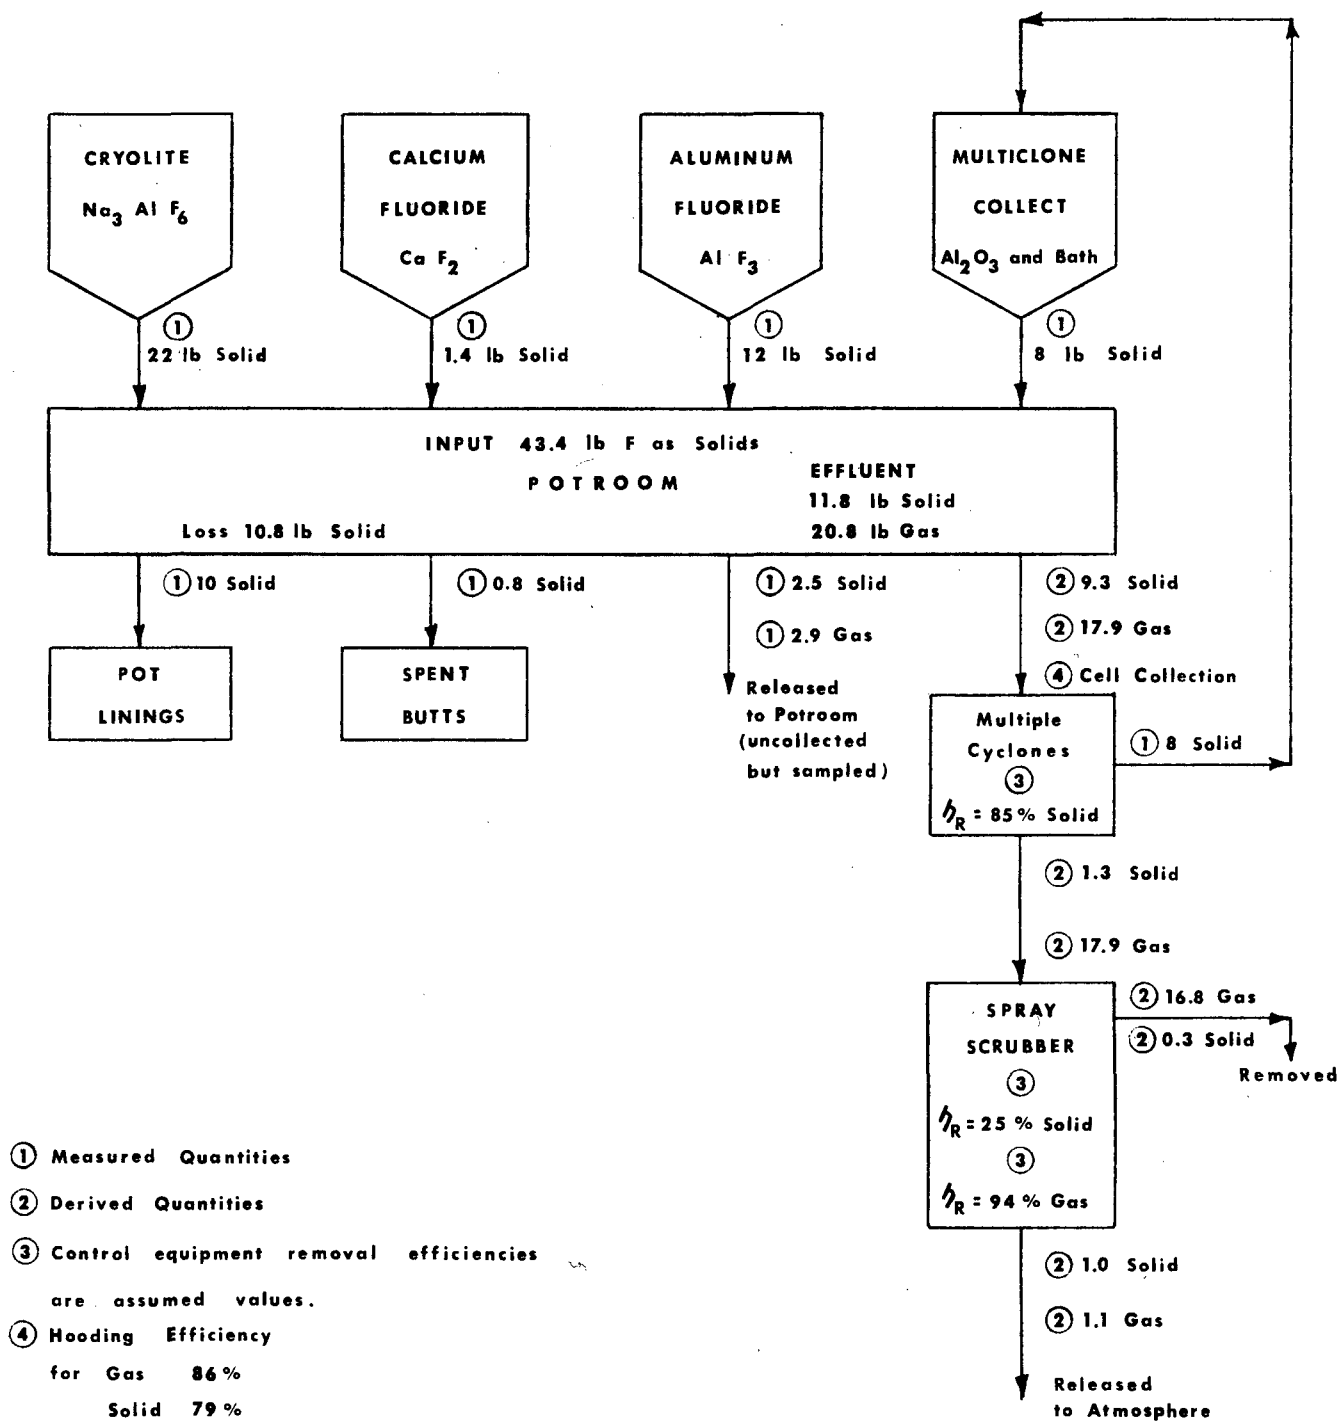 CRYOLITE
Na3 Al F6
CALCIUM
FLUORIDE
Ca F2
ALUMINUM
FLUORIDE
Al F3
MULTICLONE
COLLECT
Al2O3 and Bath
1
22 lb Solid
1
1.4 lb Solid
1
12 lb Solid
1
8 lb Solid
INPUT 43.4 lb F as Solids
POTROOM
EFFLUENT
11.8 lb Solid
20.8 lb Gas
Loss 10.8 lb Solid
1 10 Solid
1 0.8 Solid
1 2.5 Solid
1 2.9 Gas
2 9.3 Solid
2 17.9 Gas
4 Cell Collection
POT
LININGS
SPENT
BUTTS
Released
to Potroom
(uncollected
but sampled)
Multiple
Cyclones
3
ηR = 85% Solid
1 8 Solid
2 1.3 Solid
2 17.9 Gas
SPRAY
SCRUBBER
3
ηR = 25 % Solid
3
ηR = 94 % Gas
2 16.8 Gas
2 0.3 Solid
Removed
2 1.0 Solid
2 1.1 Gas
Released
to Atmosphere
1 Measured Quantities
2 Derived Quantities
3 Control equipment removal efficiencies
are assumed values.
4 Hooding Efficiency
for Gas 86 %
Solid 79 %